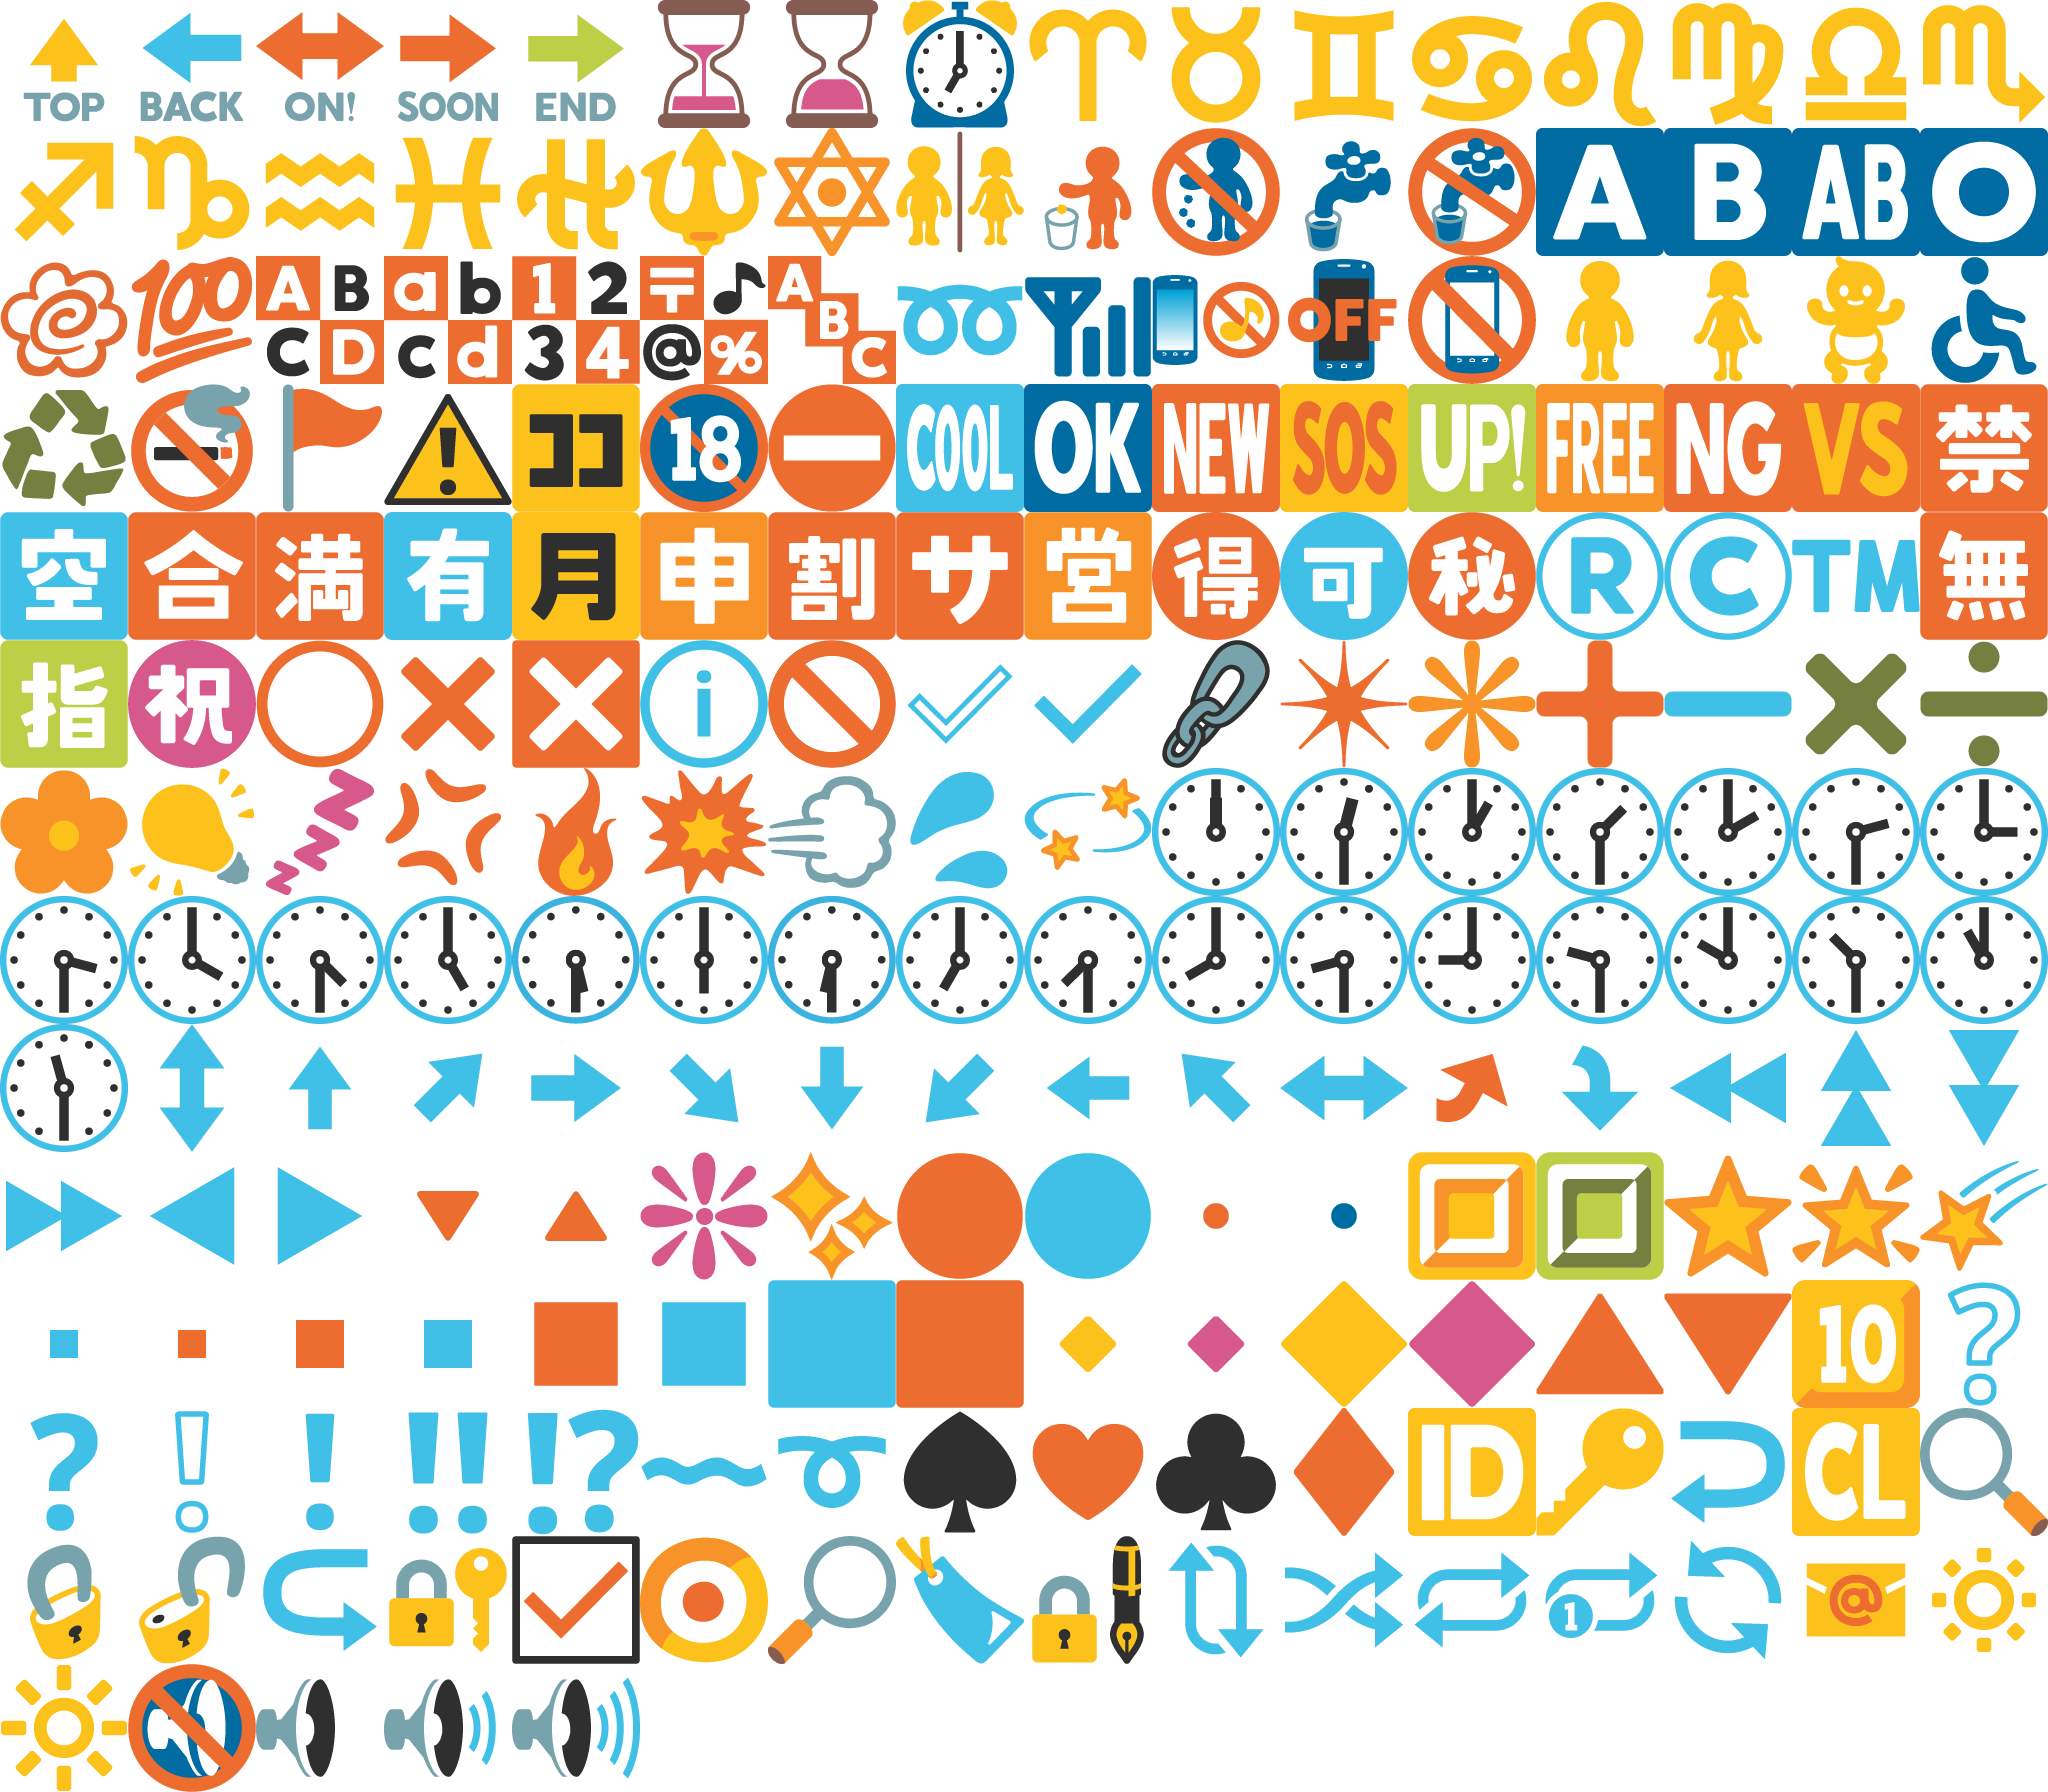 TOP BACK ON! SOON END
A B AB O
100 A B C D a b c d 1 2 3 4 〒 ♪ @ % A B C OFF
ココ 18 COOL OK NEW SOS UP! FREE NG VS 禁
空 合 満 有 月 申 割 サ 営 得 可 秘 R C TM 無
指 祝 i
10 ?
? ! ! !! !? ID CL
1 @